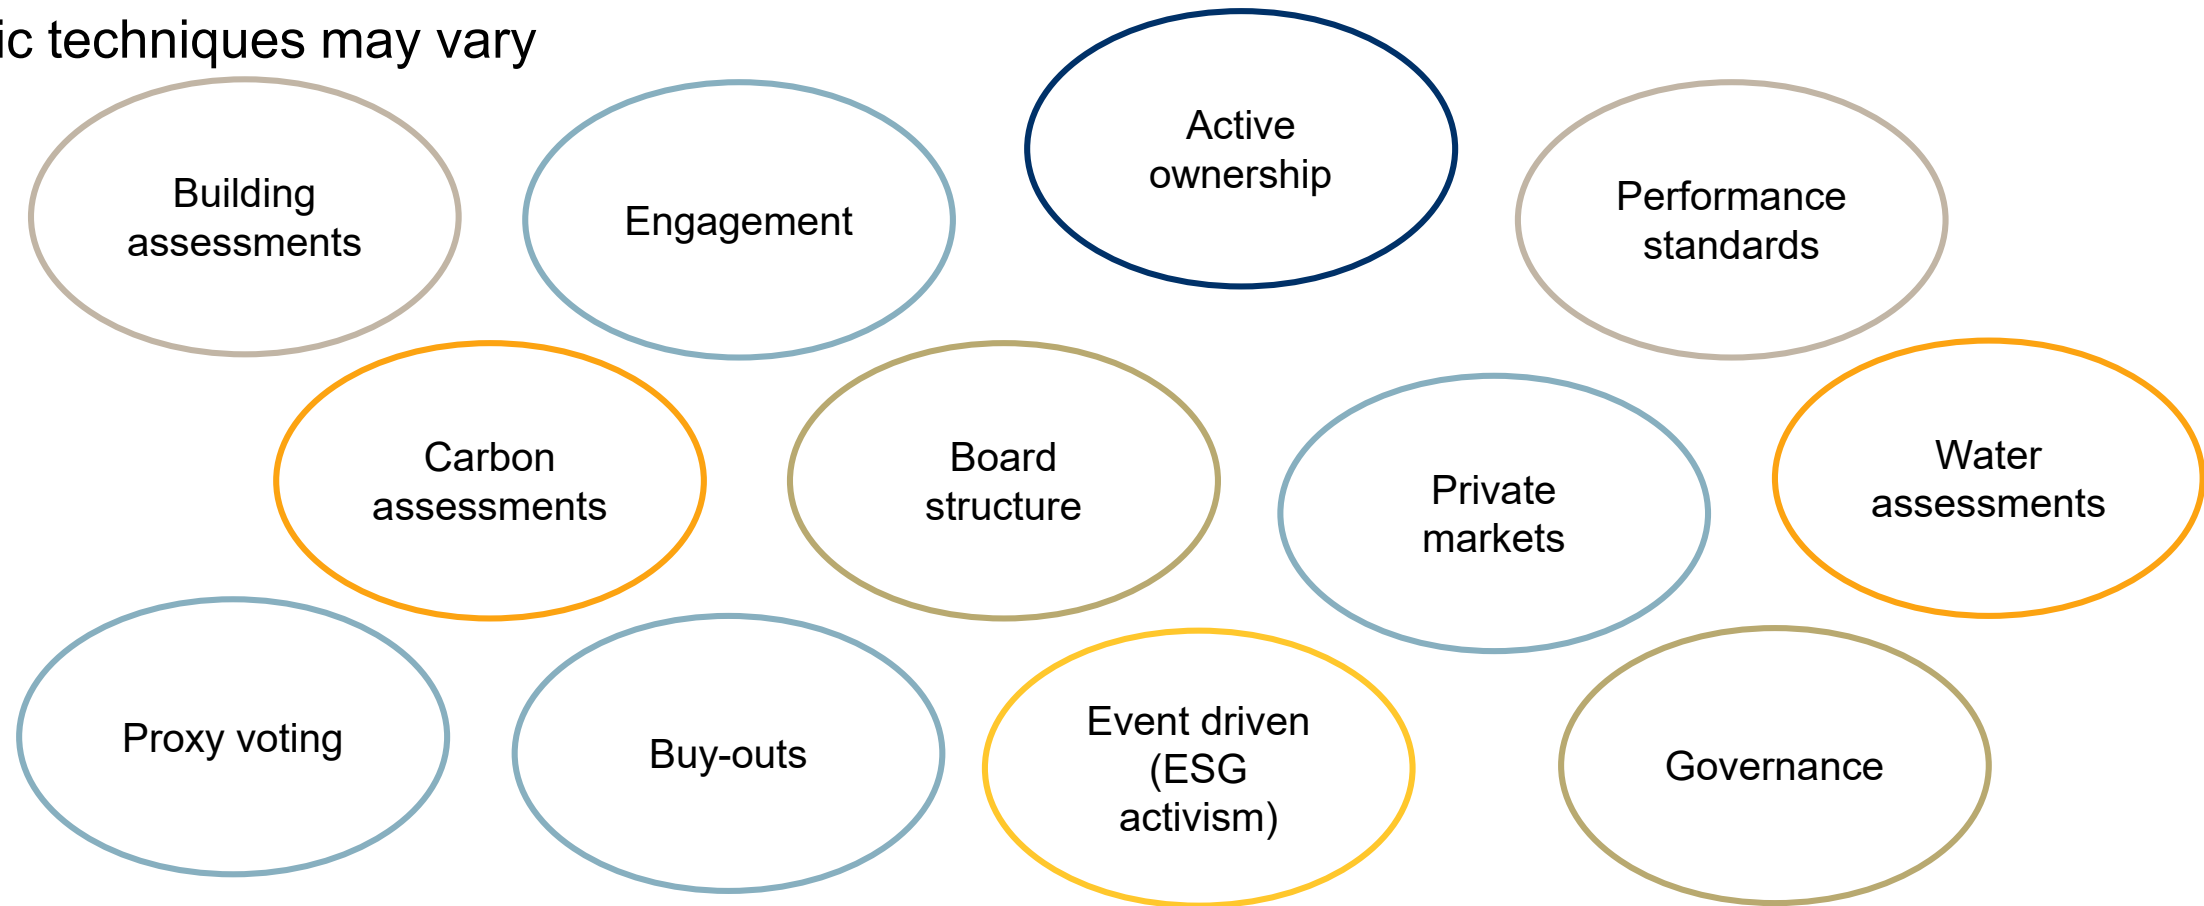 ic techniques may vary
Building
assessments
Engagement
Active
ownership
Performance
standards
Carbon
assessments
Board
structure
Private
markets
Water
assessments
Proxy voting
Buy-outs
Event driven
(ESG
activism)
Governance